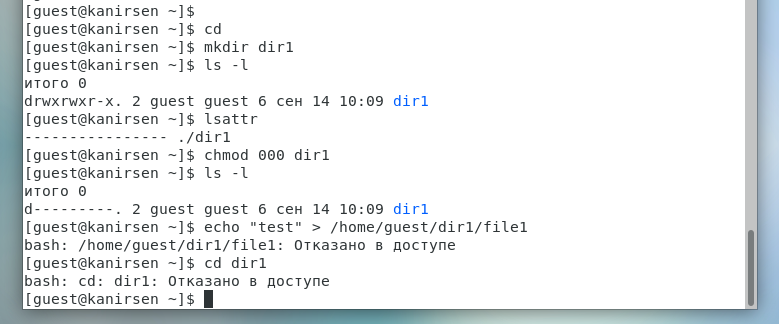 [guest@kanirsen ~]$
[guest@kanirsen ~]$ cd
[guest@kanirsen ~]$ mkdir dir1
[guest@kanirsen ~]$ ls -l
итого 0
drwxrwxr-x. 2 guest guest 6 сен 14 10:09 dir1
[guest@kanirsen ~]$ lsattr
---------------- ./dir1
[guest@kanirsen ~]$ chmod 000 dir1
[guest@kanirsen ~]$ ls -l
итого 0
d---------. 2 guest guest 6 сен 14 10:09 dir1
[guest@kanirsen ~]$ echo "test" > /home/guest/dir1/file1
bash: /home/guest/dir1/file1: Отказано в доступе
[guest@kanirsen ~]$ cd dir1
bash: cd: dir1: Отказано в доступе
[guest@kanirsen ~]$